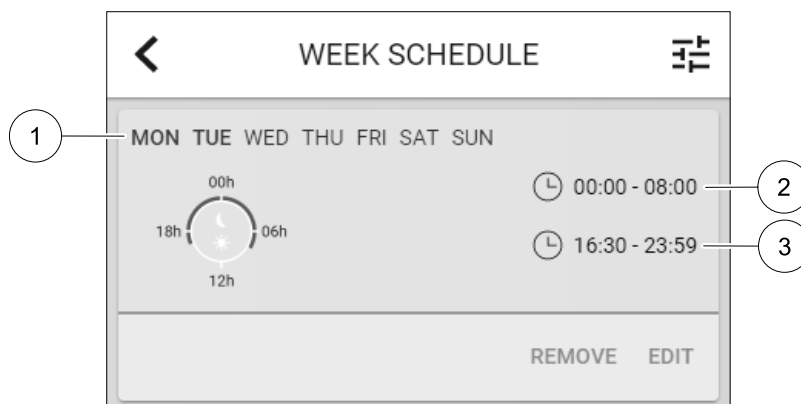 WEEK SCHEDULE
1
MON TUE WED THU FRI SAT SUN
00h
18h 06h
12h
00:00 - 08:00
2
16:30 - 23:59
3
REMOVE EDIT